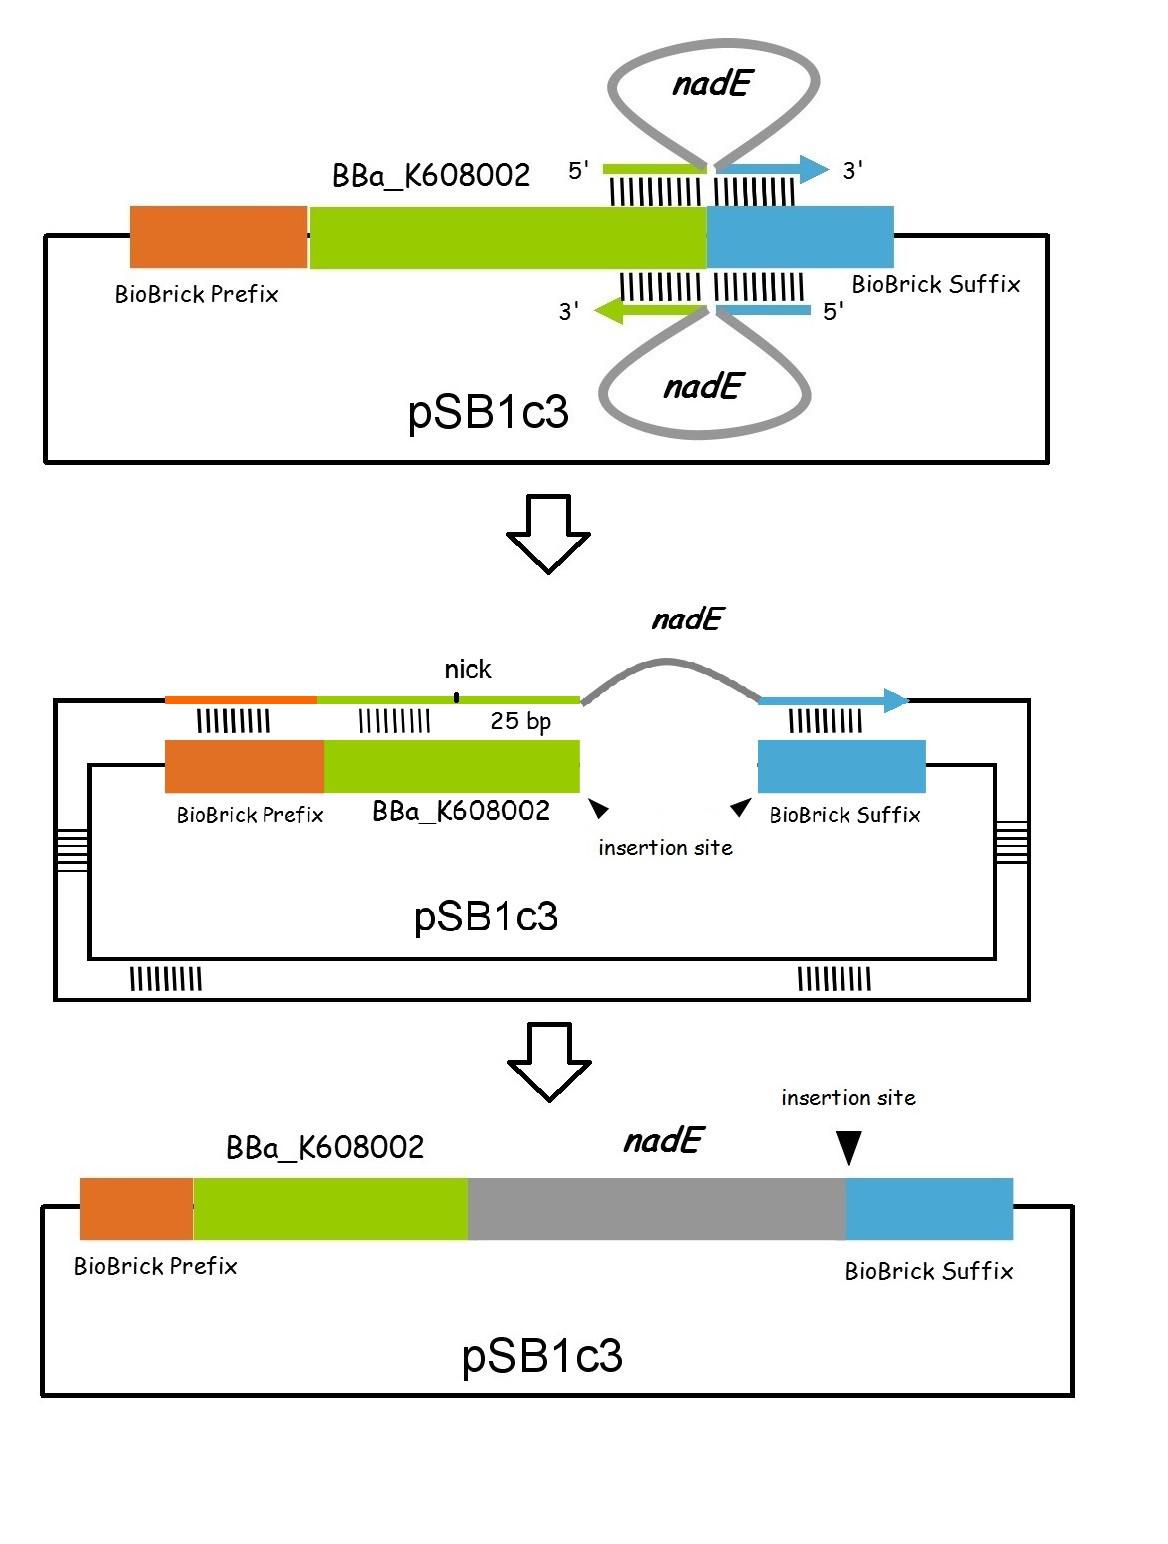 nadE
BBa_K608002
5'
3'
BioBrick Prefix
BioBrick Suffix
3'
5'
nadE
pSB1c3
nadE
nick
25 bp
BioBrick Prefix
BBa_K608002
BioBrick Suffix
insertion site
pSB1c3
insertion site
BBa_K608002
nadE
BioBrick Prefix
BioBrick Suffix
pSB1c3